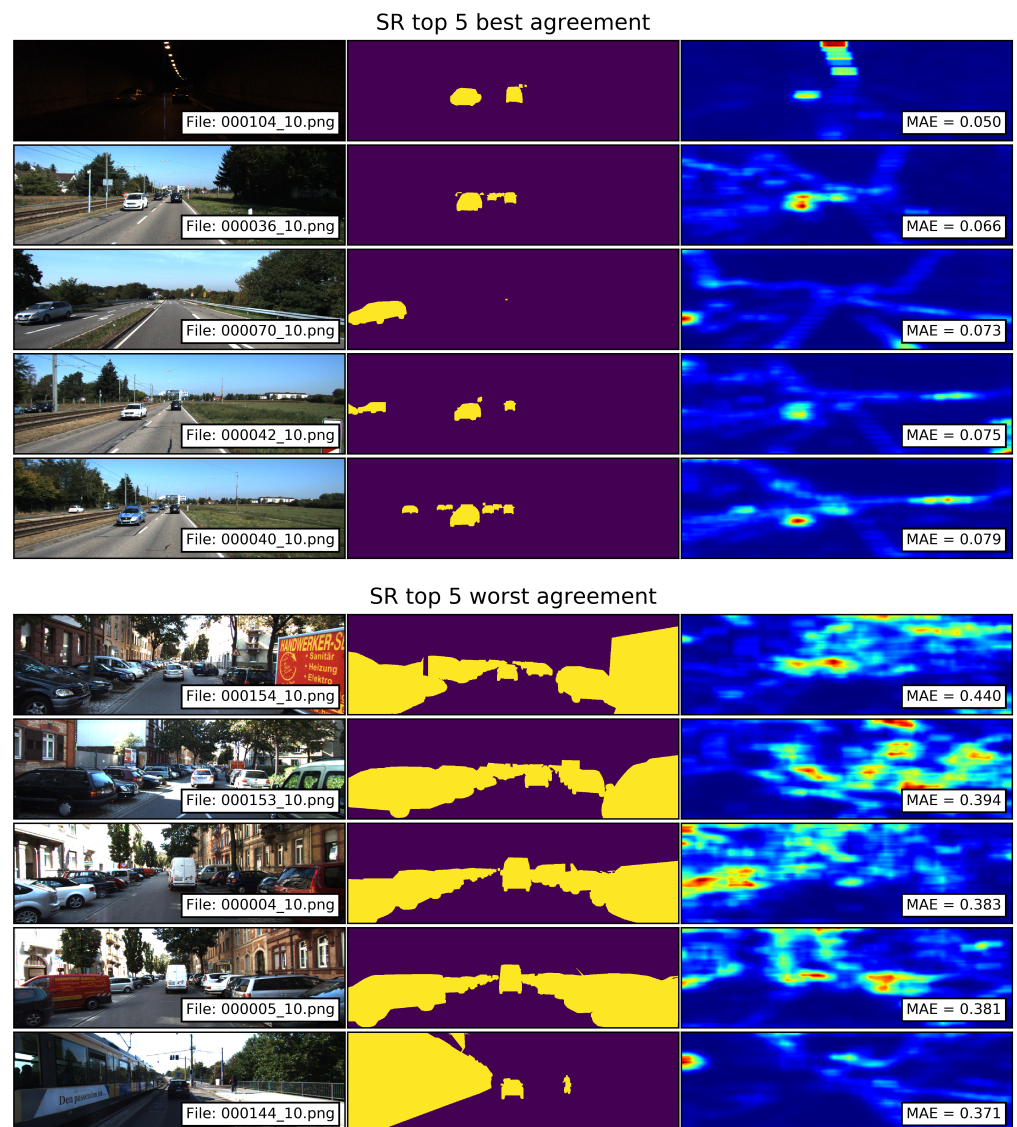 SR top 5 best agreement
File: 000104_10.png
MAE = 0.050
File: 000036_10.png
MAE = 0.066
File: 000070_10.png
MAE = 0.073
File: 000042_10.png
MAE = 0.075
File: 000040_10.png
MAE = 0.079
SR top 5 worst agreement
HANDWERKER-S
• Sanitär
• Heizung
• Elektro
File: 000154_10.png
MAE = 0.440
File: 000153_10.png
MAE = 0.394
File: 000004_10.png
MAE = 0.383
File: 000005_10.png
MAE = 0.381
Den
File: 000144_10.png
MAE = 0.371